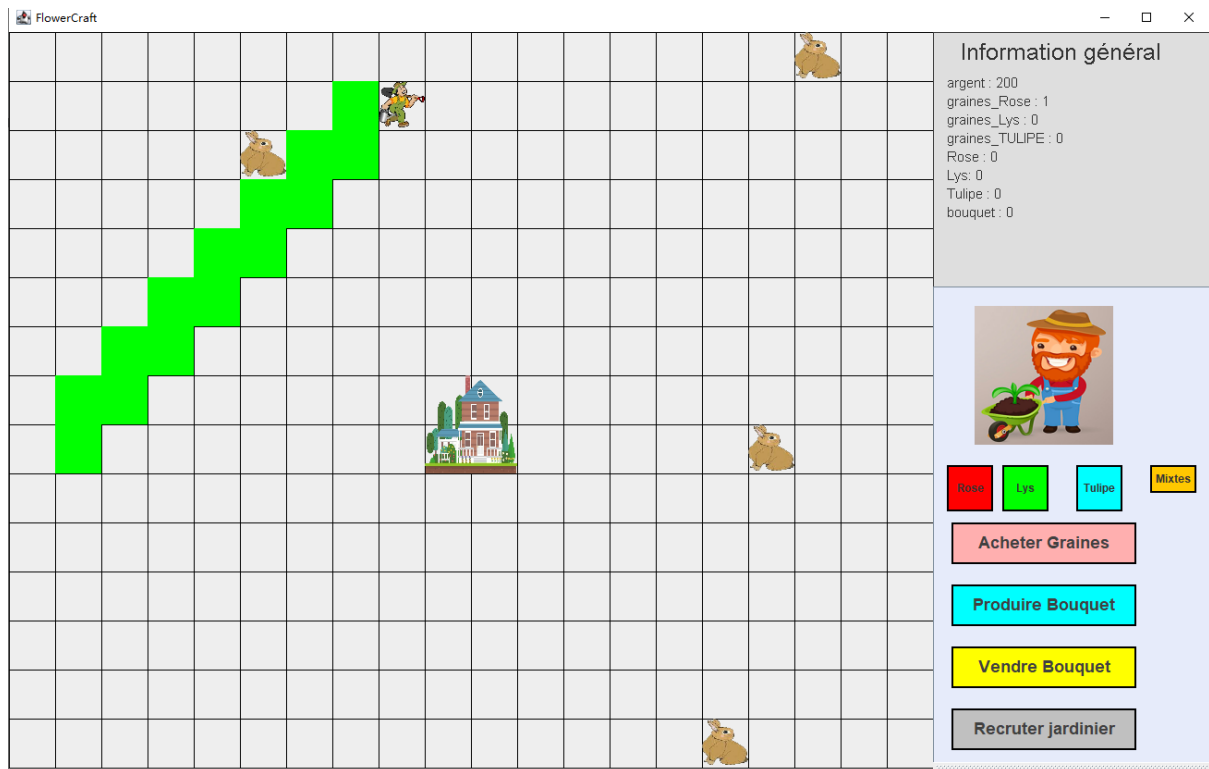 FlowerCraft
Information général
argent : 200
graines_Rose : 1
graines_Lys : 0
graines_TULIPE : 0
Rose : 0
Lys: 0
Tulipe : 0
bouquet : 0
Rose Lys Tulipe Mixtes
Acheter Graines
Produire Bouquet
Vendre Bouquet
Recruter jardinier